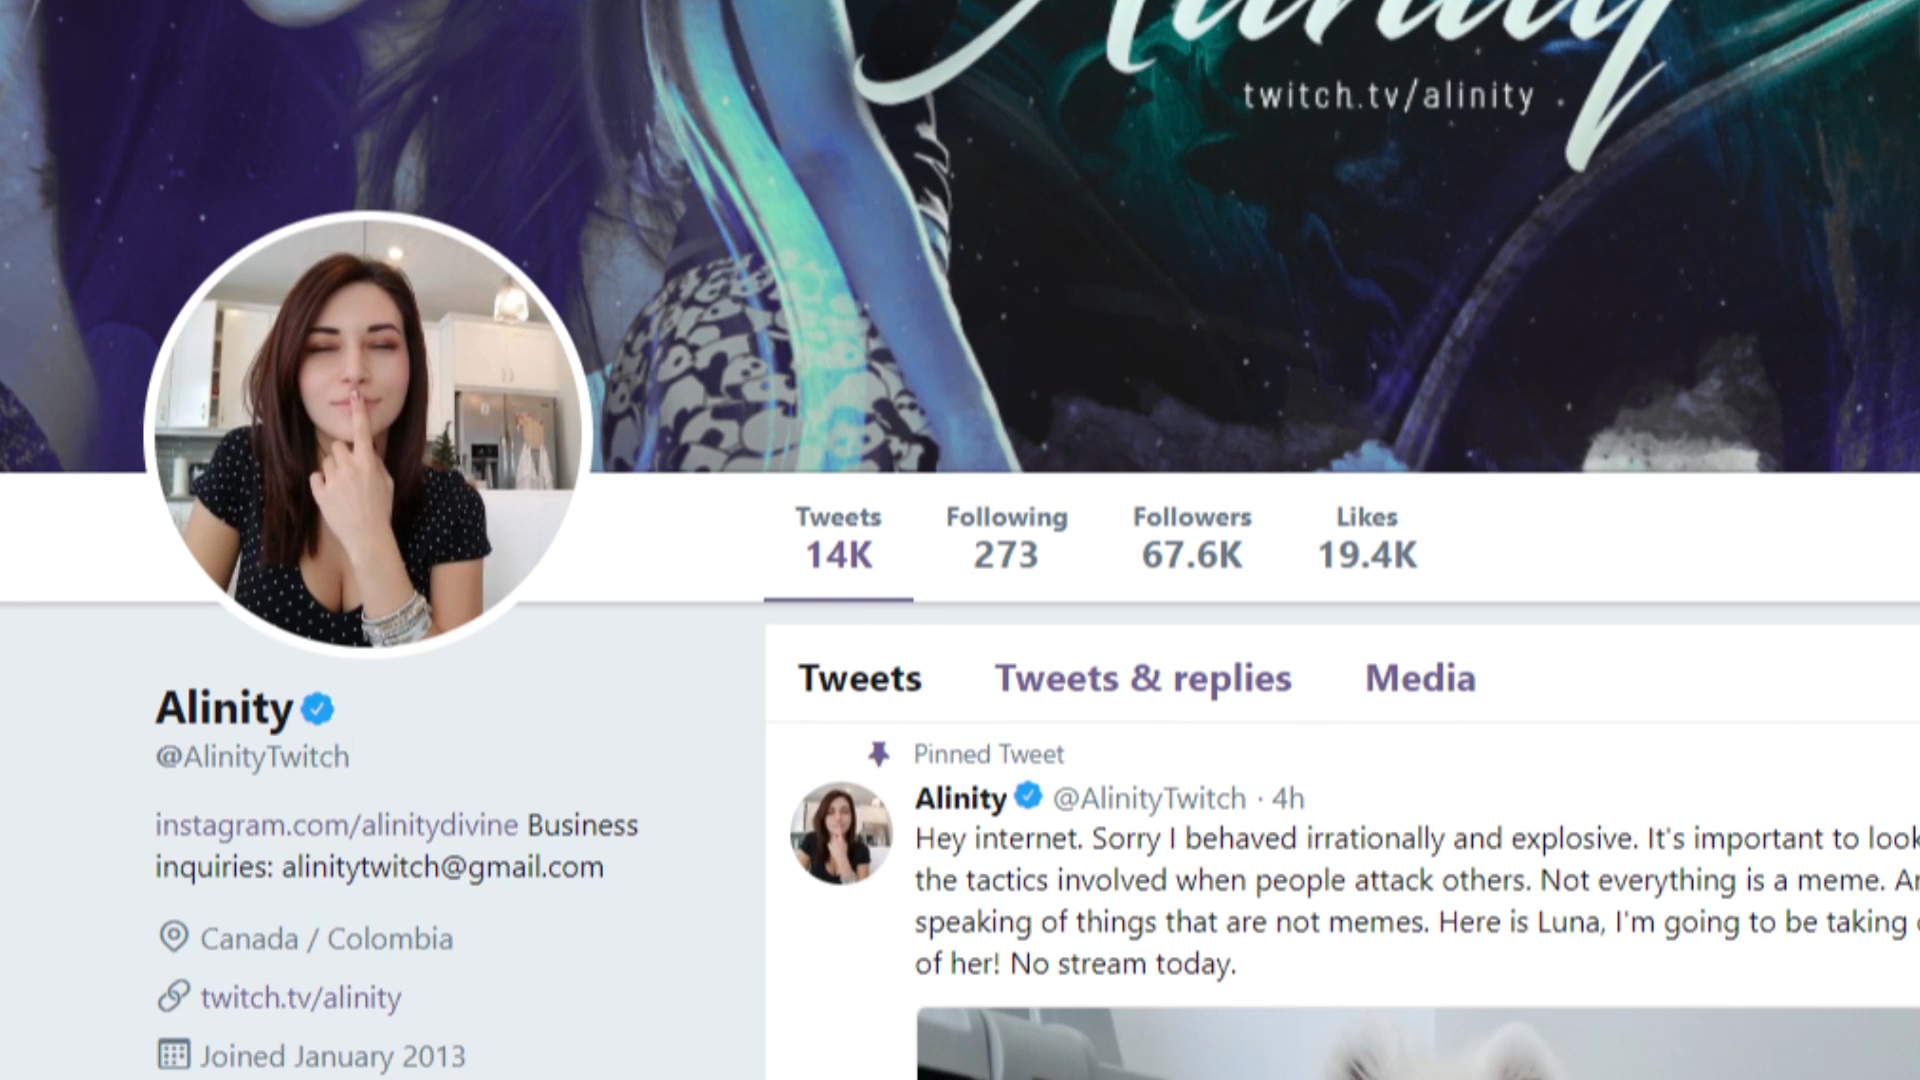 Alinity
twitch.tv/alinity
Tweets Following Followers Likes
14K 273 67.6K 19.4K
Tweets Tweets & replies Media
Alinity
@AlinityTwitch
instagram.com/alinitydivine Business
inquiries: alinitytwitch@gmail.com
Canada / Colombia
twitch.tv/alinity
Joined January 2013
Pinned Tweet
Alinity @AlinityTwitch · 4h
Hey internet. Sorry I behaved irrationally and explosive. It's important to look
the tactics involved when people attack others. Not everything is a meme.
speaking of things that are not memes. Here is Luna, I'm going to be taking
of her! No stream today.